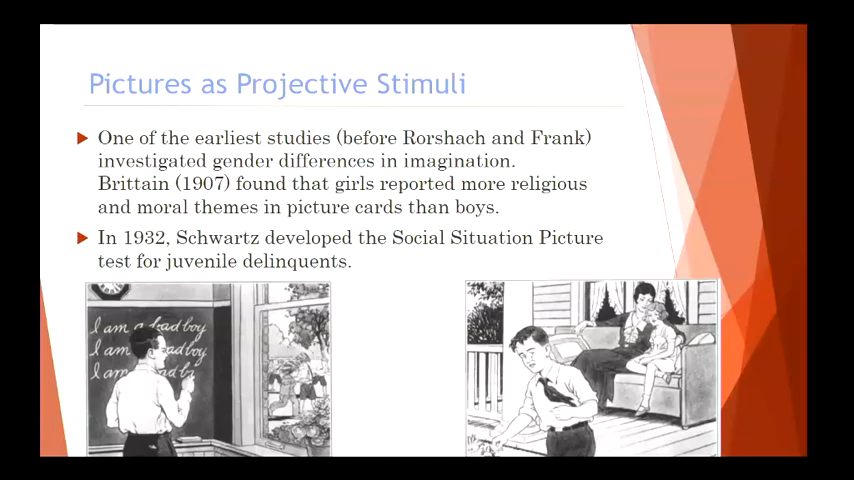 Pictures as Projective Stimuli
One of the earliest studies (before Rorshach and Frank)
investigated gender differences in imagination.
Brittain (1907) found that girls reported more religious
and moral themes in picture cards than boys.
In 1932, Schwartz developed the Social Situation Picture
test for juvenile delinquents.
I am a bad boy
I am bad boy
I am